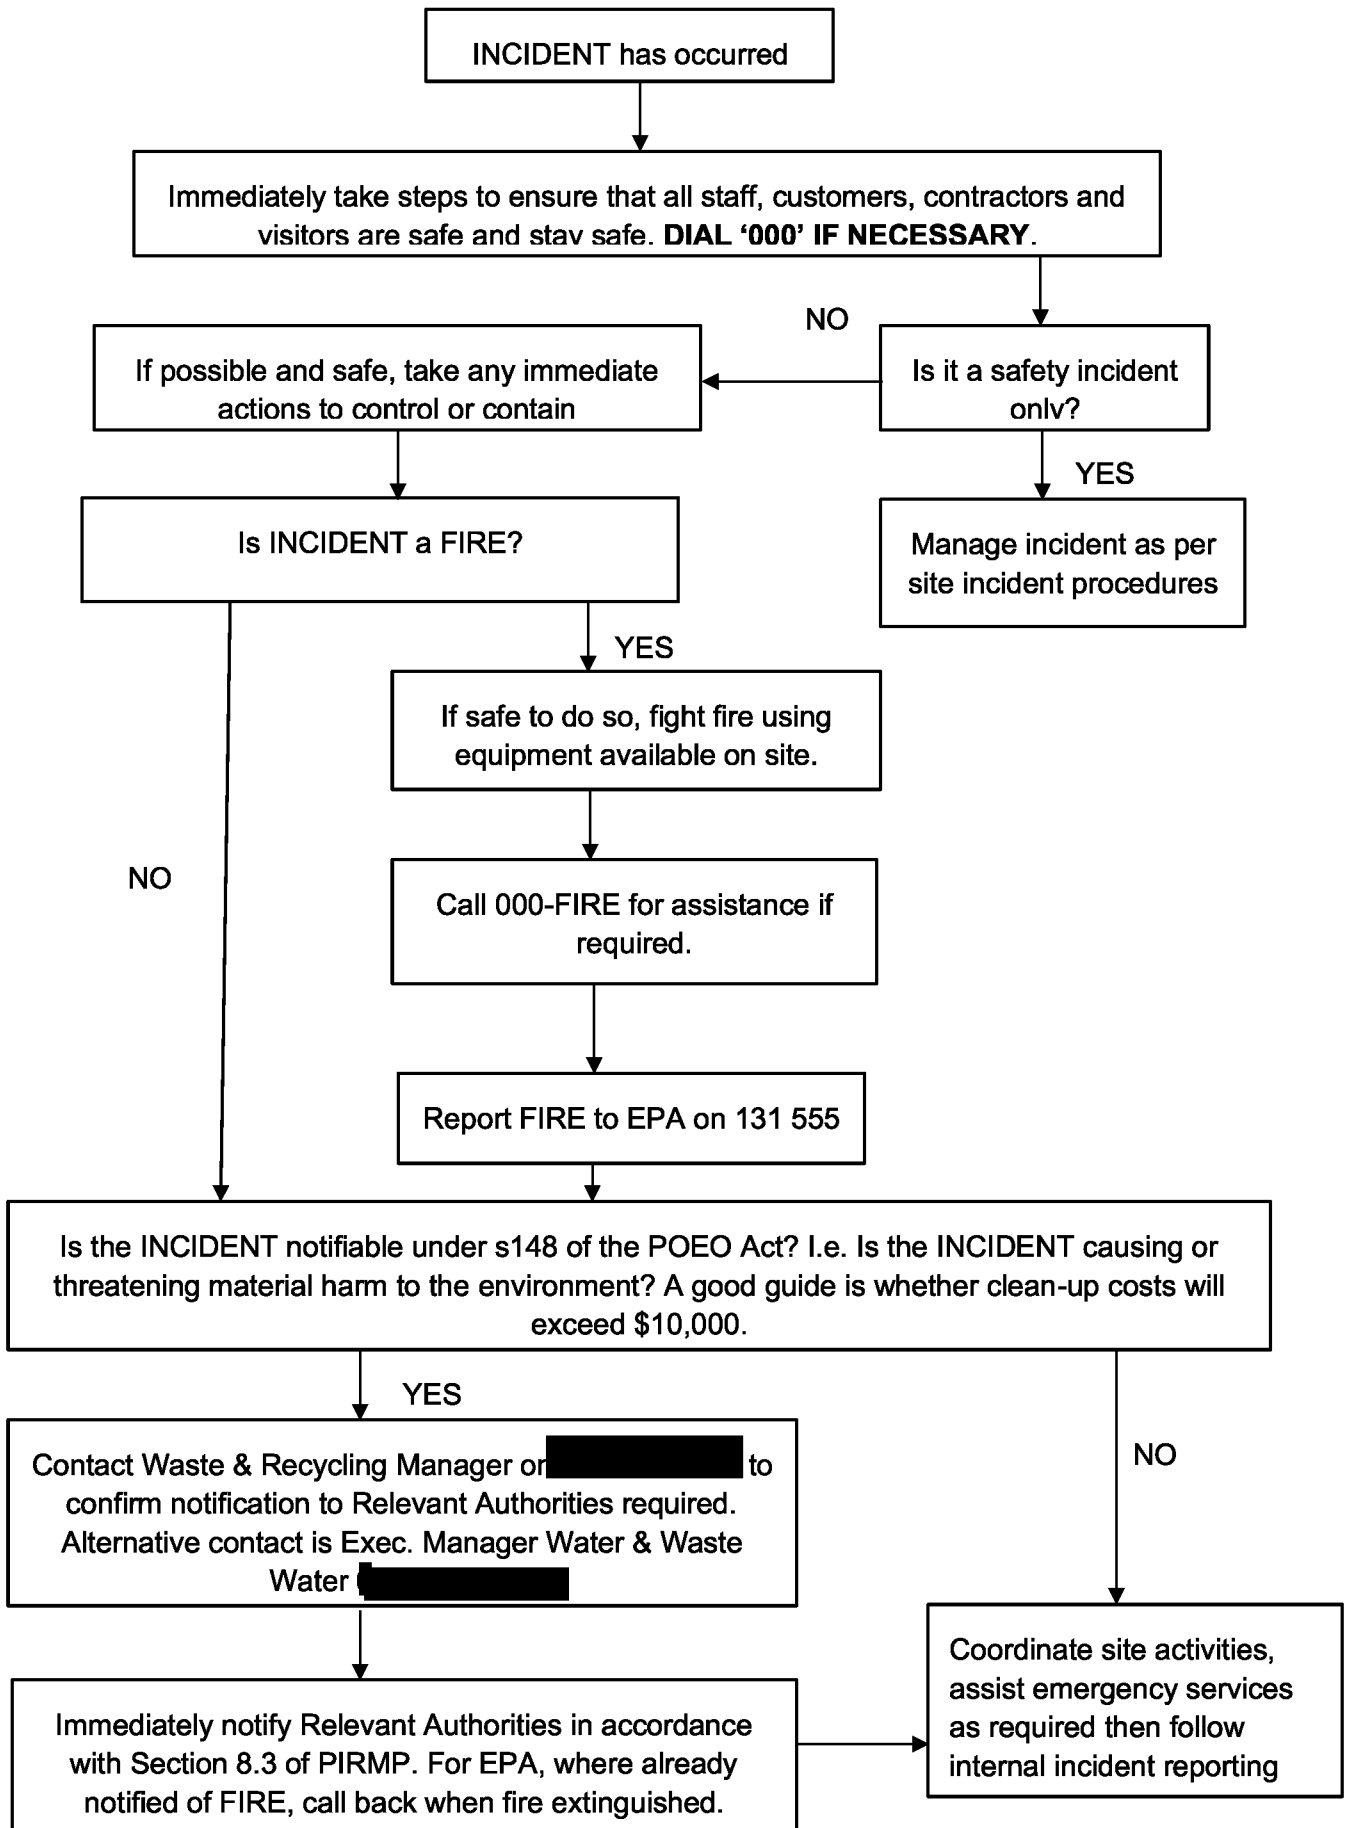 INCIDENT has occurred
Immediately take steps to ensure that all staff, customers, contractors and
visitors are safe and stay safe. DIAL ‘000’ IF NECESSARY.
NO
Is it a safety incident
only?
If possible and safe, take any immediate
actions to control or contain
YES
Manage incident as per
site incident procedures
Is INCIDENT a FIRE?
YES
If safe to do so, fight fire using
equipment available on site.
NO
Call 000-FIRE for assistance if
required.
Report FIRE to EPA on 131 555
Is the INCIDENT notifiable under s148 of the POEO Act? I.e. Is the INCIDENT causing or
threatening material harm to the environment? A good guide is whether clean-up costs will
exceed $10,000.
YES
NO
Contact Waste & Recycling Manager on to
confirm notification to Relevant Authorities required.
Alternative contact is Exec. Manager Water & Waste
Water
Immediately notify Relevant Authorities in accordance
with Section 8.3 of PIRMP. For EPA, where already
notified of FIRE, call back when fire extinguished.
Coordinate site activities,
assist emergency services
as required then follow
internal incident reporting